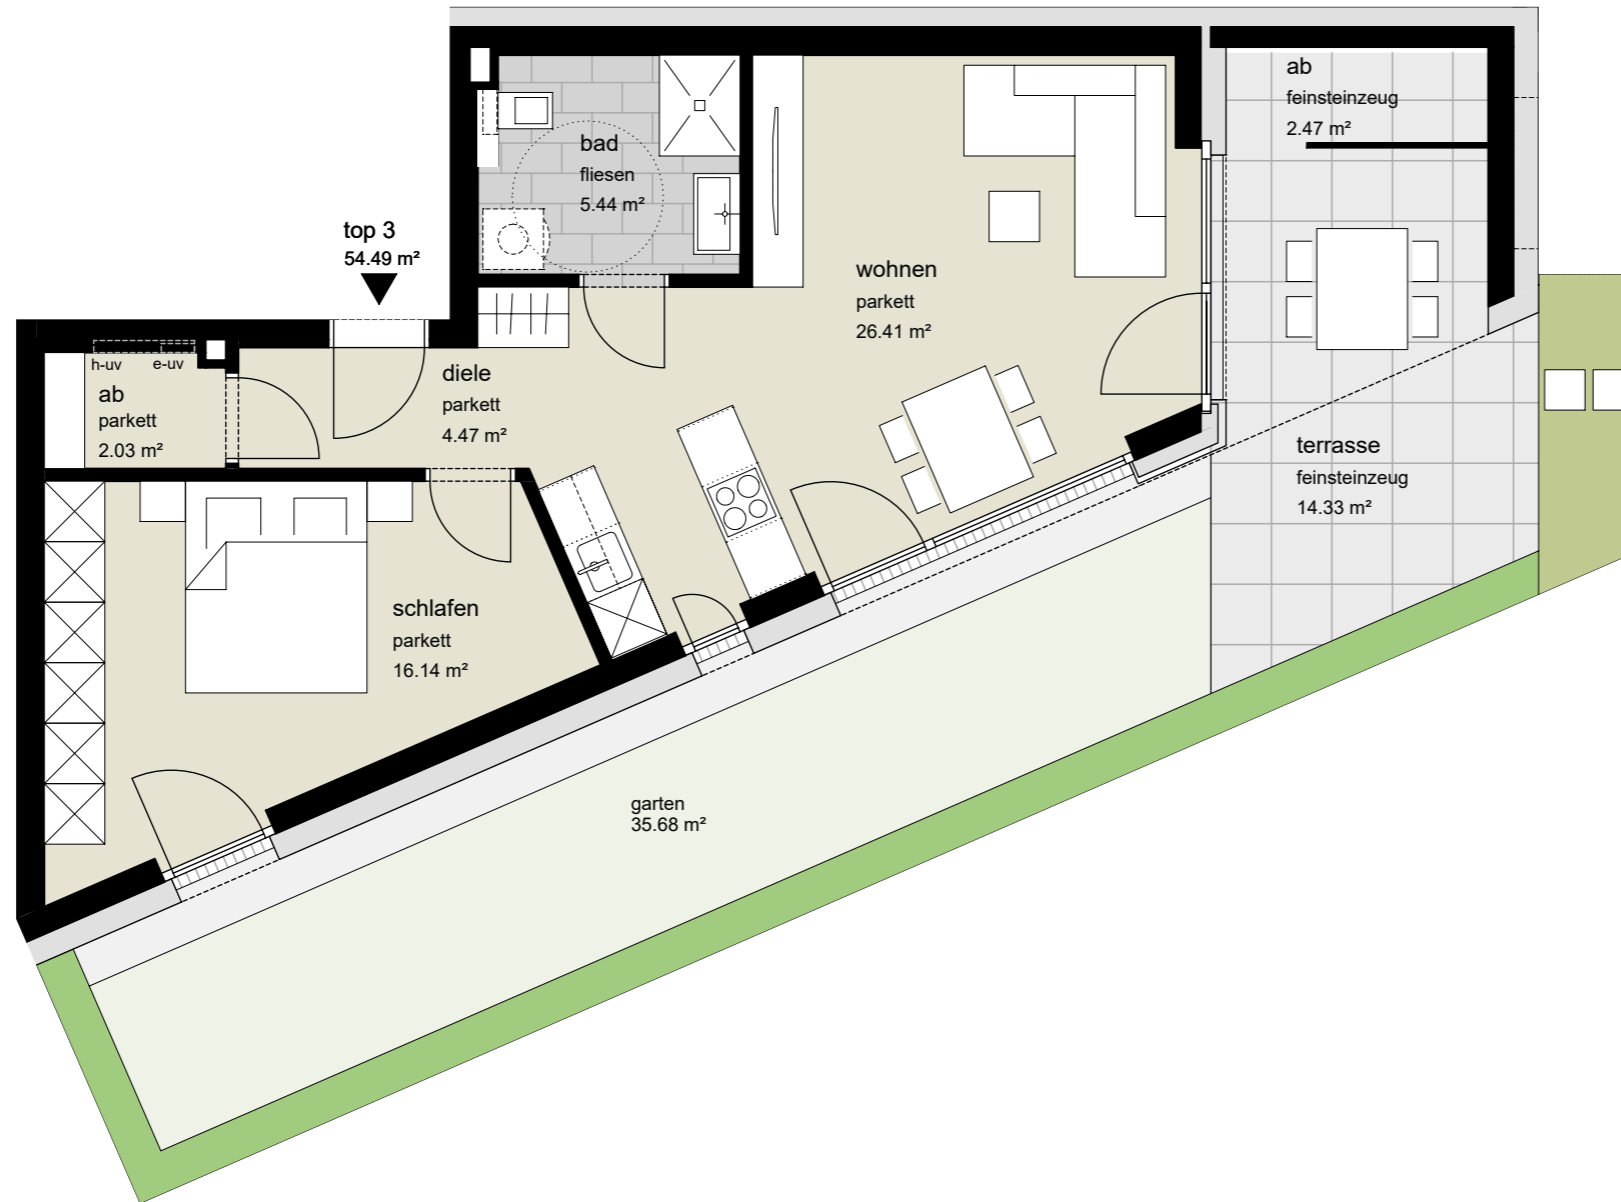 ab
feinsteinzeug
2.47 m²
bad
fliesen
5.44 m²
top 3
54.49 m²
wohnen
parkett
26.41 m²
h-uv
e-uv
ab
parkett
2.03 m²
diele
parkett
4.47 m²
terrasse
feinsteinzeug
14.33 m²
schlafen
parkett
16.14 m²
garten
35.68 m²